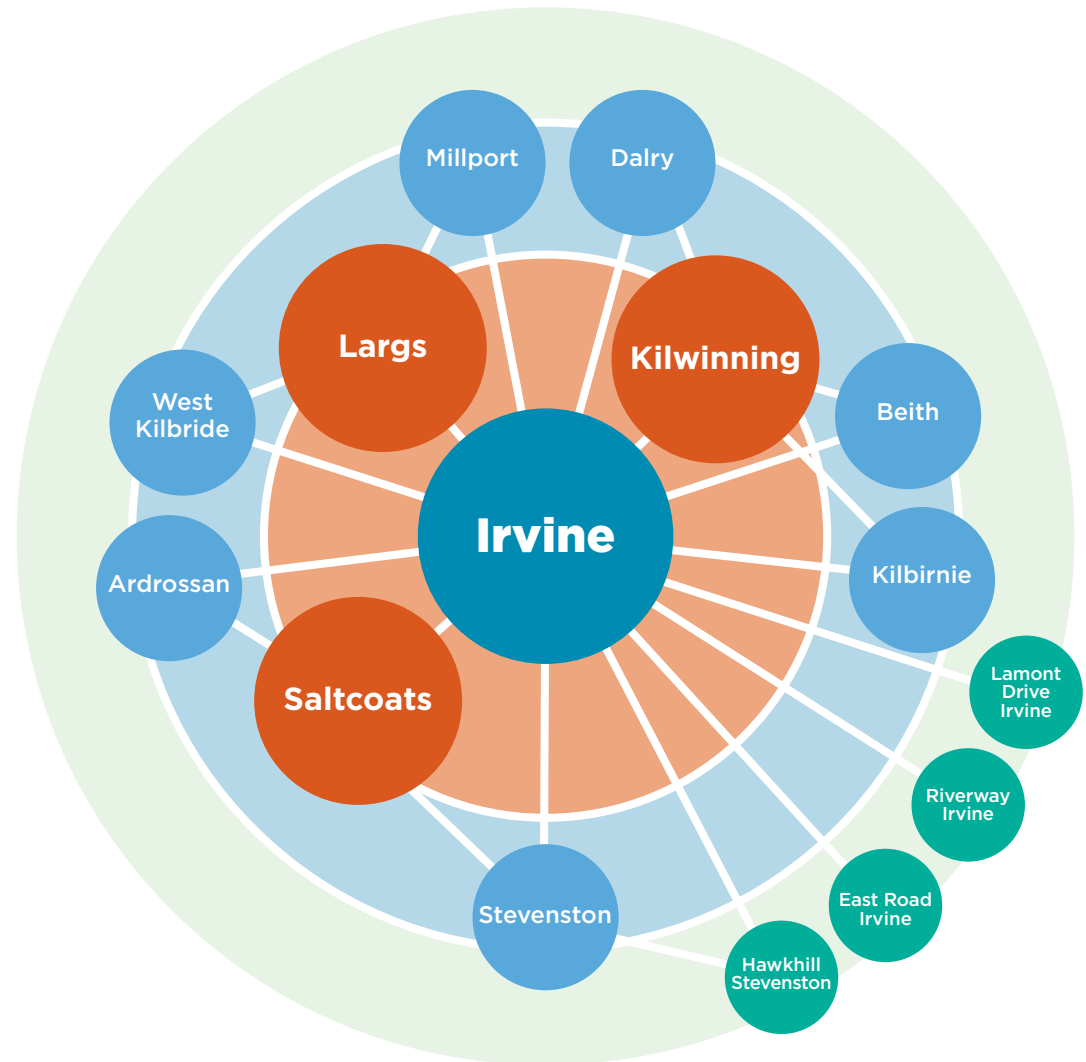 Millport
Dalry
Largs
Kilwinning
West
Kilbride
Beith
Irvine
Ardrossan
Kilbirnie
Saltcoats
Lamont
Drive
Irvine
Riverway
Irvine
Stevenston
East Road
Irvine
Hawkhill
Stevenston